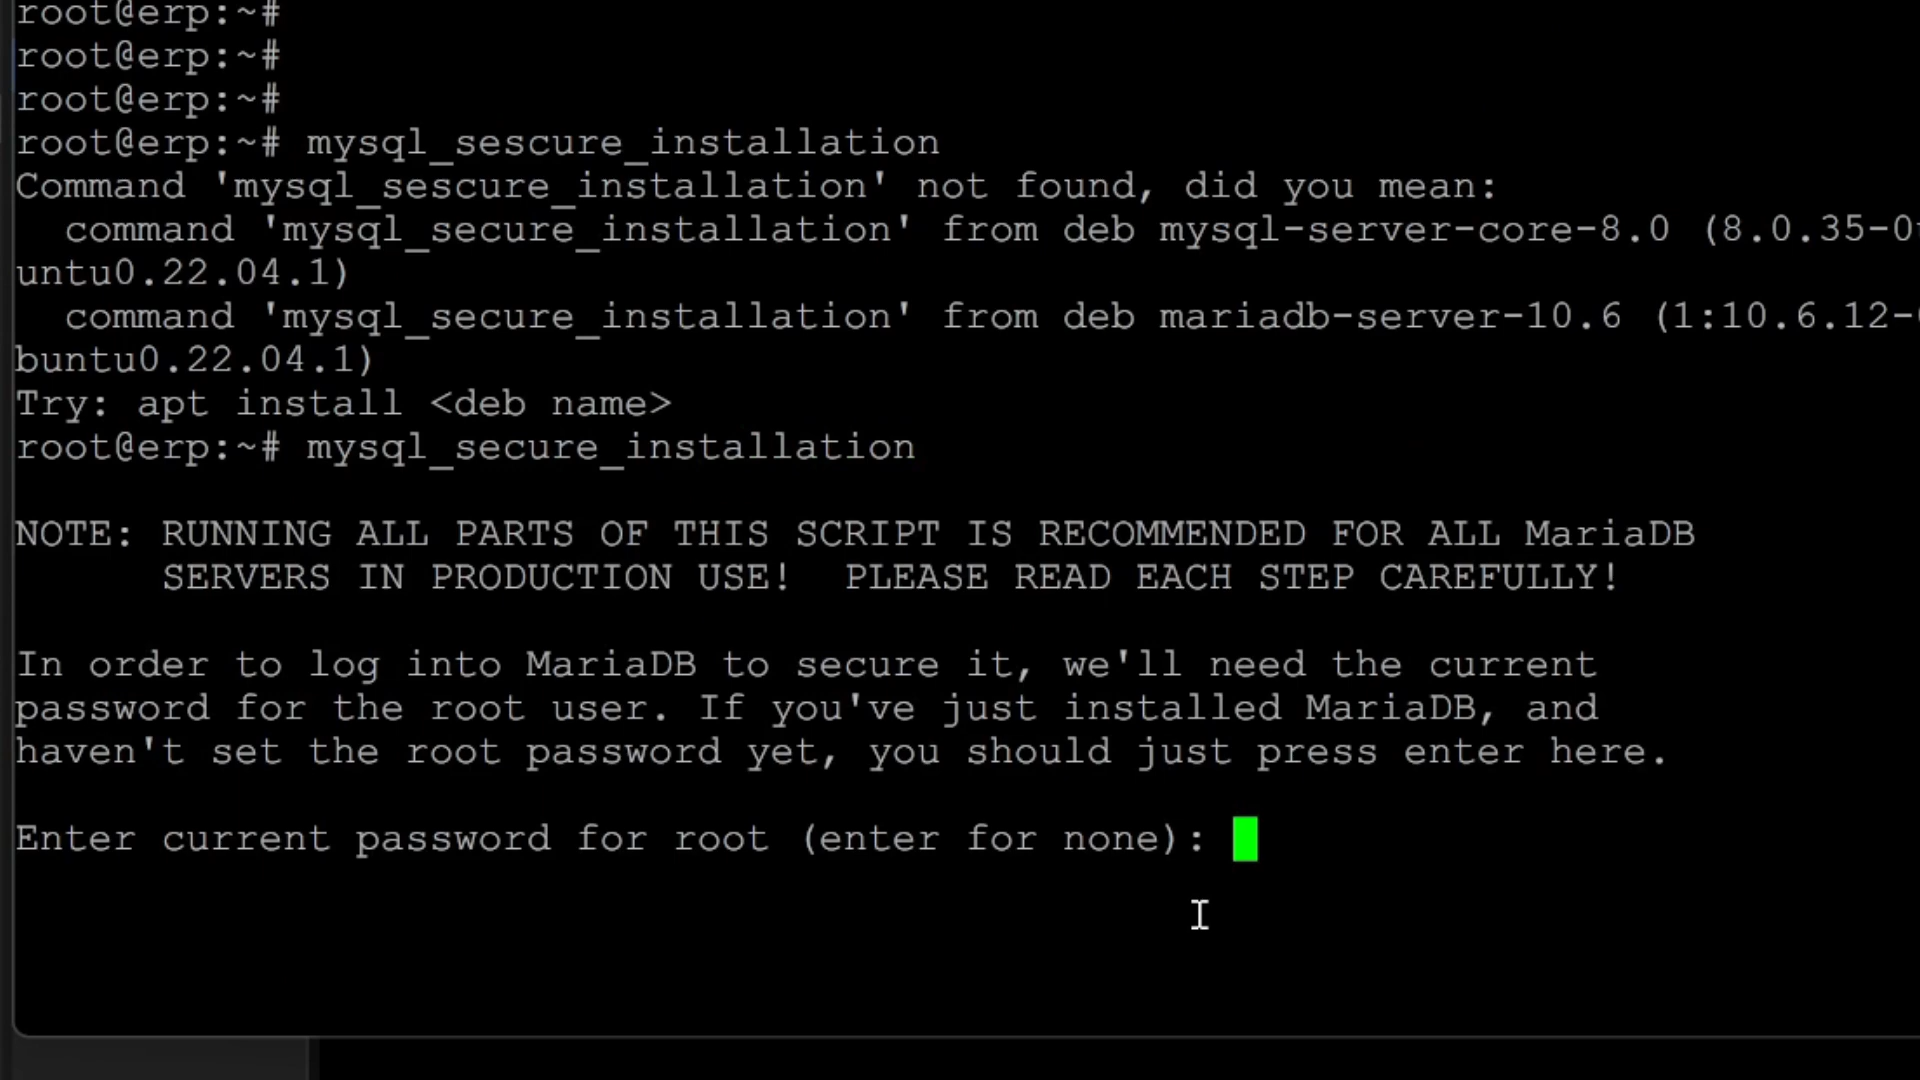 root@erp:~#
root@erp:~#
root@erp:~#
root@erp:~# mysql_sescure_installation
Command 'mysql_sescure_installation' not found, did you mean:
  command 'mysql_secure_installation' from deb mysql-server-core-8.0 (8.0.35-0
untu0.22.04.1)
  command 'mysql_secure_installation' from deb mariadb-server-10.6 (1:10.6.12-
buntu0.22.04.1)
Try: apt install <deb name>
root@erp:~# mysql_secure_installation

NOTE: RUNNING ALL PARTS OF THIS SCRIPT IS RECOMMENDED FOR ALL MariaDB
      SERVERS IN PRODUCTION USE!  PLEASE READ EACH STEP CAREFULLY!

In order to log into MariaDB to secure it, we'll need the current
password for the root user. If you've just installed MariaDB, and
haven't set the root password yet, you should just press enter here.

Enter current password for root (enter for none):